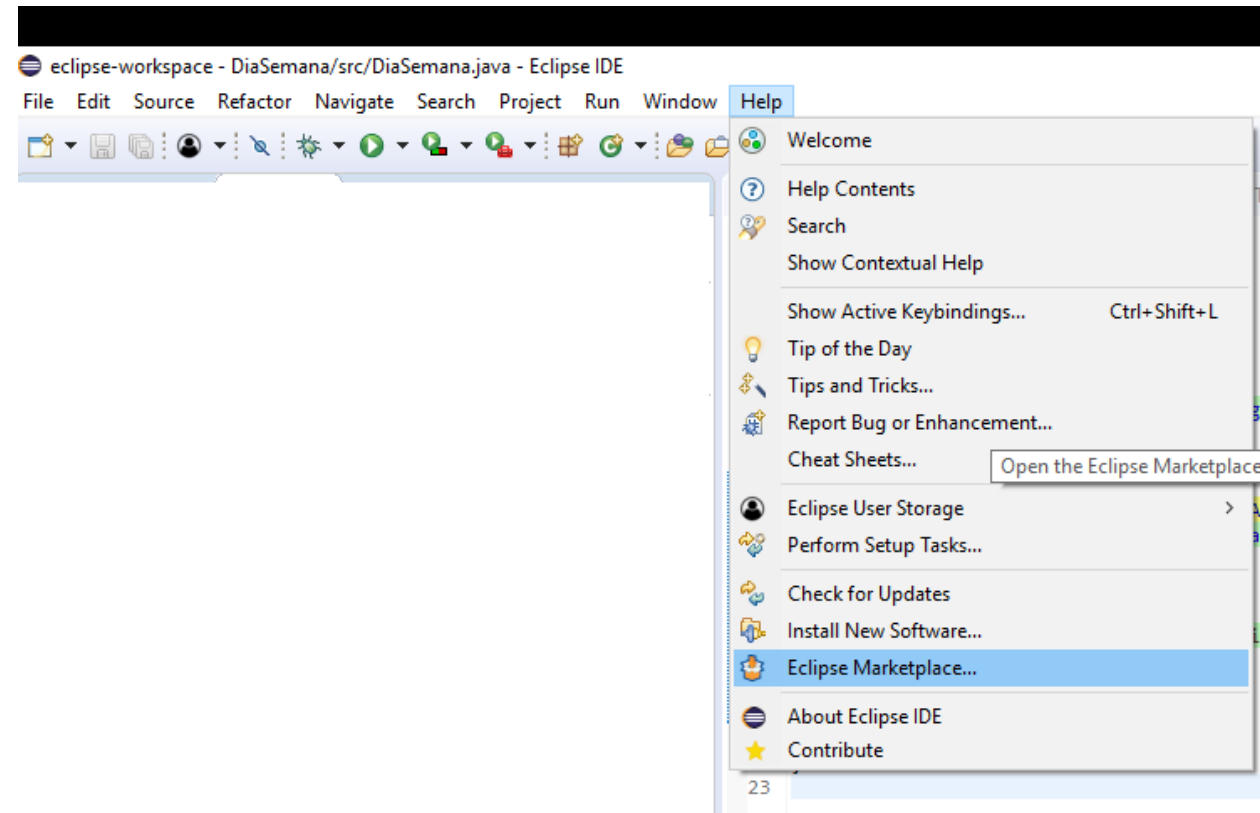 eclipse-workspace - DiaSemana/src/DiaSemana.java - Eclipse IDE
File Edit Source Refactor Navigate Search Project Run Window Help
Welcome
Help Contents
Search
Show Contextual Help
Show Active Keybindings... Ctrl+Shift+L
Tip of the Day
Tips and Tricks...
Report Bug or Enhancement...
Cheat Sheets...
Open the Eclipse Marketplace
Eclipse User Storage
Perform Setup Tasks...
Check for Updates
Install New Software...
Eclipse Marketplace...
About Eclipse IDE
Contribute
23